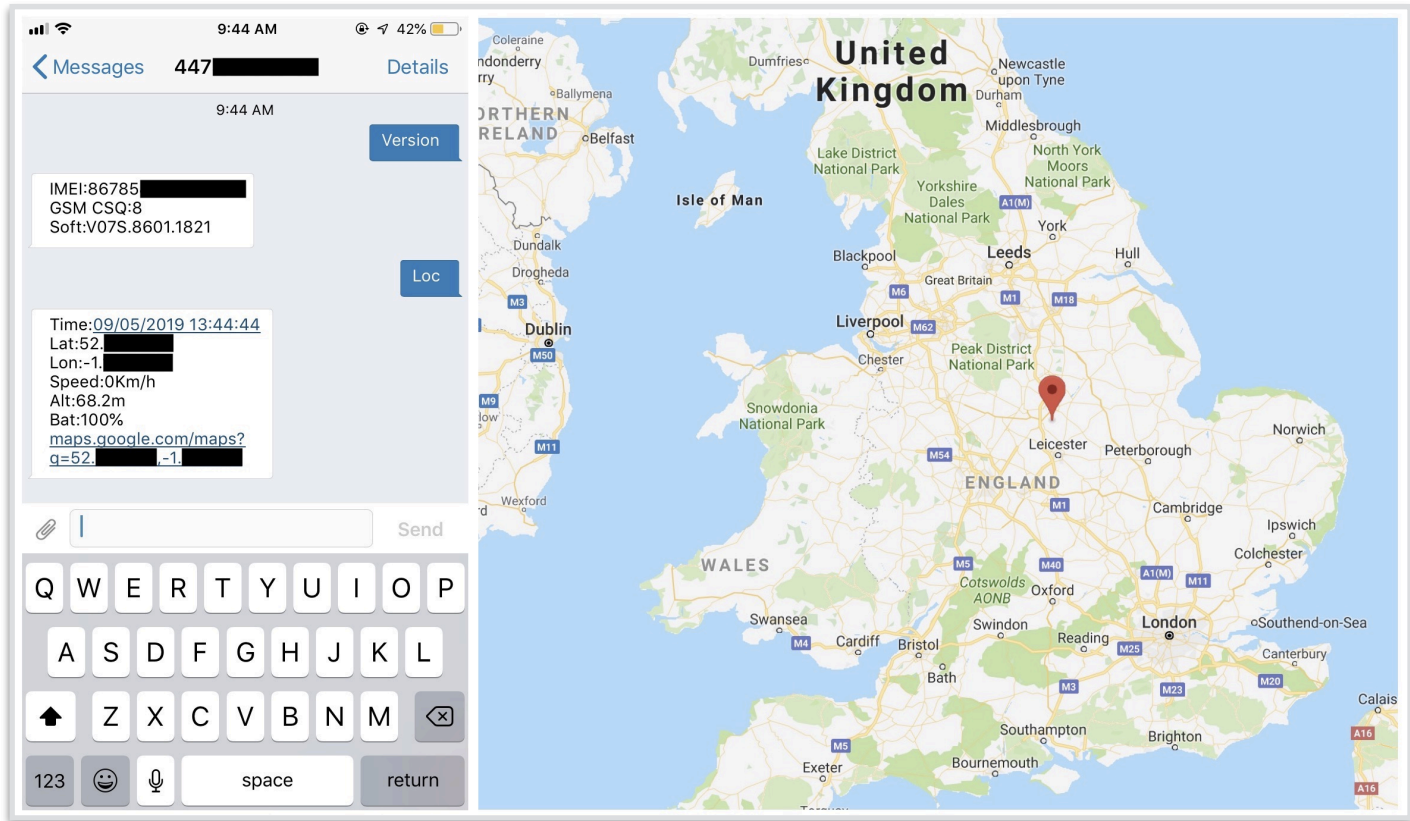 9:44 AM
42%
Messages
447
Details
9:44 AM
Version
IMEI:86785
GSM CSQ:8
Soft:V07S.8601.1821
Loc
Time:09/05/2019 13:44:44
Lat:52.
Lon:-1.
Speed:0Km/h
Alt:68.2m
Bat:100%
maps.google.com/maps?
q=52. ,-1.
Send
Q W E R T Y U I O P
A S D F G H J K L
Z X C V B N M
123 space return
United
Kingdom
Coleraine
ndonderry
rry
Ballymena
ORTHERN
RELAND
Belfast
Dumfries
Newcastle
upon Tyne
Durham
Middlesbrough
Lake District
National Park
North York
Moors
National Park
Yorkshire
Dales
National Park
A1(M)
Isle of Man
York
Dundalk
Blackpool
Leeds
Hull
Drogheda
Great Britain
M6
M1
M18
M3
Liverpool
M62
Dublin
M50
Chester
Peak District
National Park
M9
low
Snowdonia
National Park
M11
Leicester
Peterborough
Norwich
M54
ENGLAND
Wexford
rd
M1
Cambridge
Ipswich
Colchester
WALES
M5
M40
A1(M)
M11
Cotswolds
AONB
Oxford
Swansea
M4
Cardiff
Bristol
Swindon
Reading
London
M25
Southend-on-Sea
Canterbury
Bath
M3
M23
M20
Calais
Southampton
Brighton
A16
M5
Exeter
Bournemouth
A16